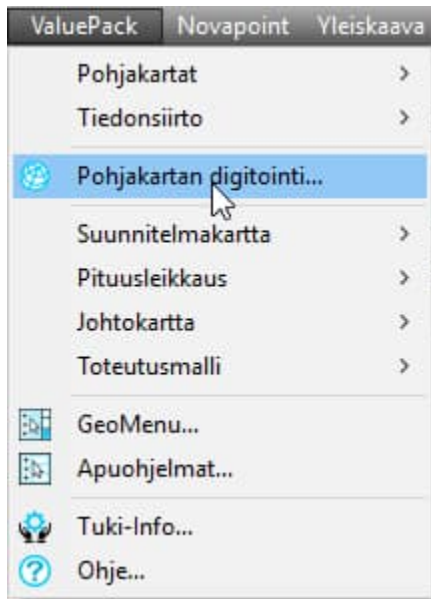 ValuePack Novapoint Yleiskaava
Pohjakartat
Tiedonsiirto
Pohjakartan digitointi...
Suunnitelmakartta
Pituusleikkaus
Johtokartta
Toteutusmalli
GeoMenu...
Apuohjelmat...
Tuki-Info...
Ohje...